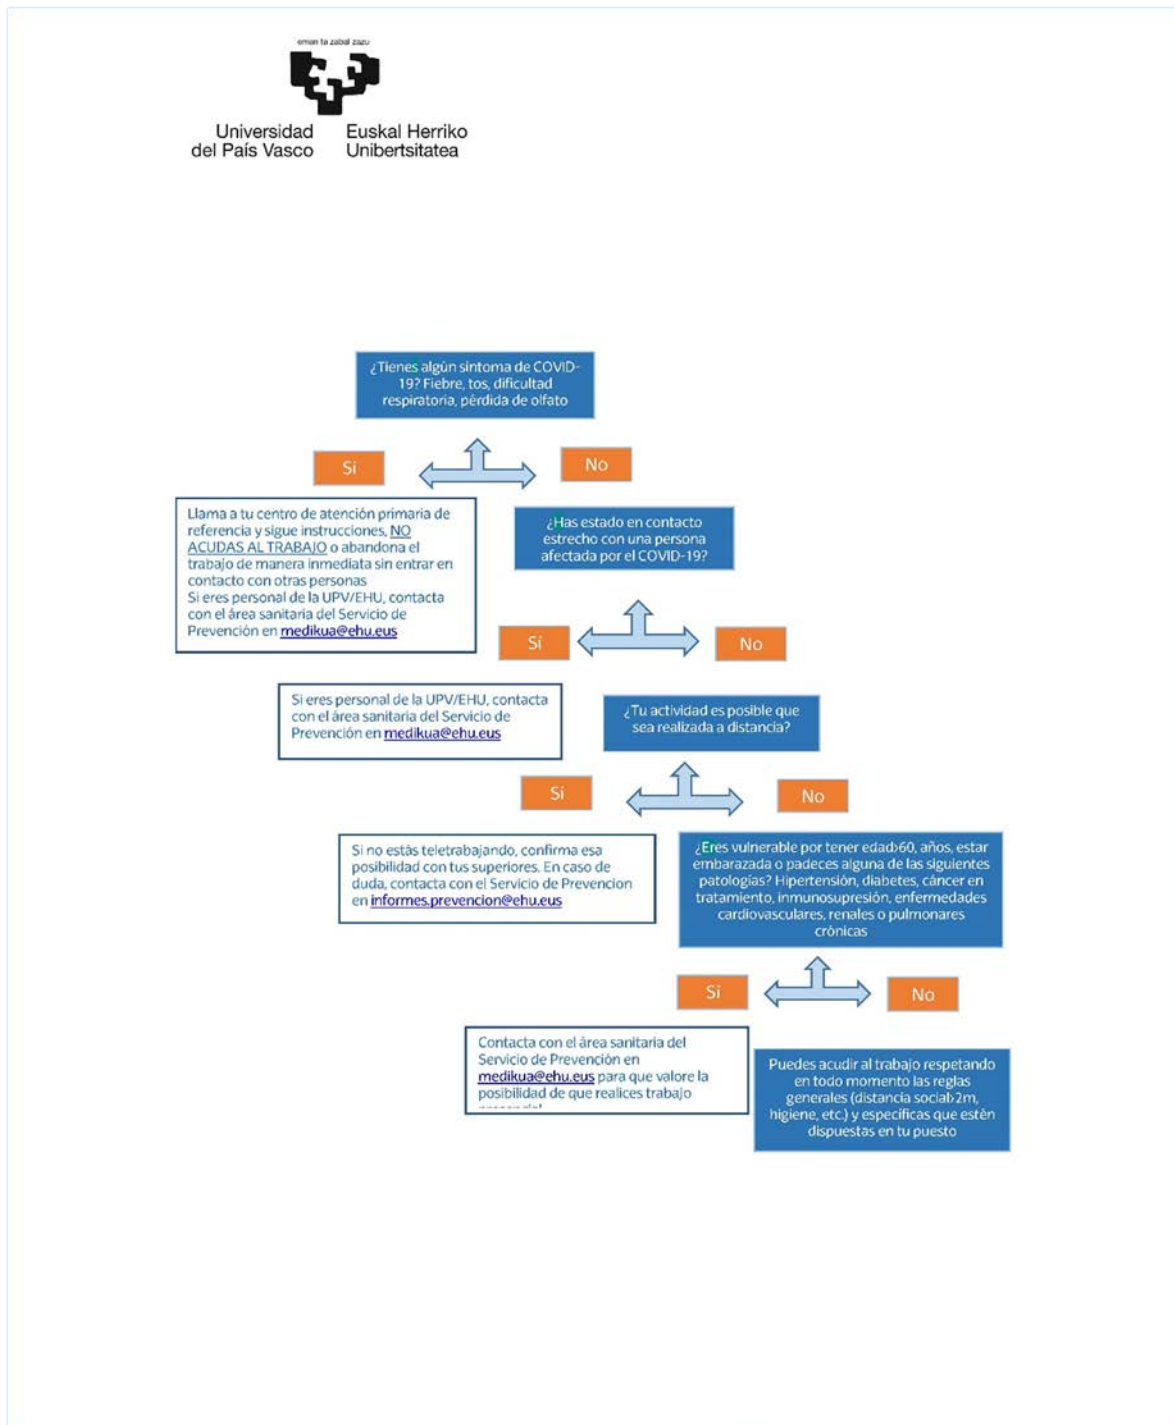 eman ta zabal zazu
Universidad
del País Vasco
Euskal Herriko
Unibertsitatea
¿Tienes algún síntoma de COVID-
19? Fiebre, tos, dificultad
respiratoria, pérdida de olfato
Sí
No
Llama a tu centro de atención primaria de
referencia y sigue instrucciones, NO
ACUDAS AL TRABAJO o abandona el
trabajo de manera inmediata sin entrar en
contacto con otras personas
Si eres personal de la UPV/EHU, contacta
con el área sanitaria del Servicio de
Prevención en medikua@ehu.eus
¿Has estado en contacto
estrecho con una persona
afectada por el COVID-19?
Sí
No
Si eres personal de la UPV/EHU, contacta
con el área sanitaria del Servicio de
Prevención en medikua@ehu.eus
¿Tu actividad es posible que
sea realizada a distancia?
Sí
No
Si no estás teletrabajando, confirma esa
posibilidad con tus superiores. En caso de
duda, contacta con el Servicio de Prevencion
en informes.prevencion@ehu.eus
¿Eres vulnerable por tener edad>60, años, estar
embarazada o padeces alguna de las siguientes
patologías? Hipertensión, diabetes, cáncer en
tratamiento, inmunosupresión, enfermedades
cardiovasculares, renales o pulmonares
crónicas
Sí
No
Contacta con el área sanitaria del
Servicio de Prevención en
medikua@ehu.eus para que valore la
posibilidad de que realices trabajo
Puedes acudir al trabajo respetando
en todo momento las reglas
generales (distancia social>2m,
higiene, etc.) y especificas que estén
dispuestas en tu puesto